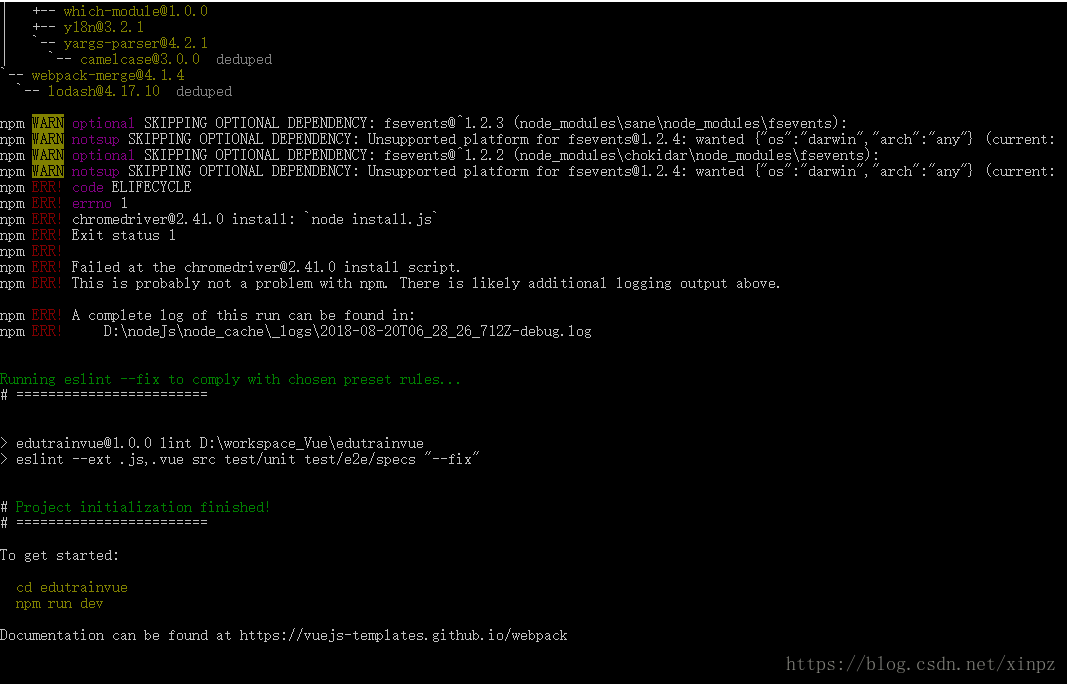 |   +-- which-module@1.0.0
|   +-- y18n@3.2.1
|   `-- yargs-parser@4.2.1
|     `-- camelcase@3.0.0  deduped
`-- webpack-merge@4.1.4
  `-- lodash@4.17.10  deduped
npm WARN optional SKIPPING OPTIONAL DEPENDENCY: fsevents@^1.2.3 (node_modules\sane\node_modules\fsevents):
npm WARN notsup SKIPPING OPTIONAL DEPENDENCY: Unsupported platform for fsevents@1.2.4: wanted {"os":"darwin","arch":"any"} (current:
npm WARN optional SKIPPING OPTIONAL DEPENDENCY: fsevents@^1.2.2 (node_modules\chokidar\node_modules\fsevents):
npm WARN notsup SKIPPING OPTIONAL DEPENDENCY: Unsupported platform for fsevents@1.2.4: wanted {"os":"darwin","arch":"any"} (current:
npm ERR! code ELIFECYCLE
npm ERR! errno 1
npm ERR! chromedriver@2.41.0 install: `node install.js`
npm ERR! Exit status 1
npm ERR!
npm ERR! Failed at the chromedriver@2.41.0 install script.
npm ERR! This is probably not a problem with npm. There is likely additional logging output above.
npm ERR! A complete log of this run can be found in:
npm ERR!     D:\nodeJs\node_cache\_logs\2018-08-20T06_28_26_712Z-debug.log
Running eslint --fix to comply with chosen preset rules...
# ========================
> edutrainvue@1.0.0 lint D:\workspace_Vue\edutrainvue
> eslint --ext .js,.vue src test/unit test/e2e/specs "--fix"
# Project initialization finished!
# ========================
To get started:
  cd edutrainvue
  npm run dev
Documentation can be found at https://vuejs-templates.github.io/webpack
https://blog.csdn.net/xinpz